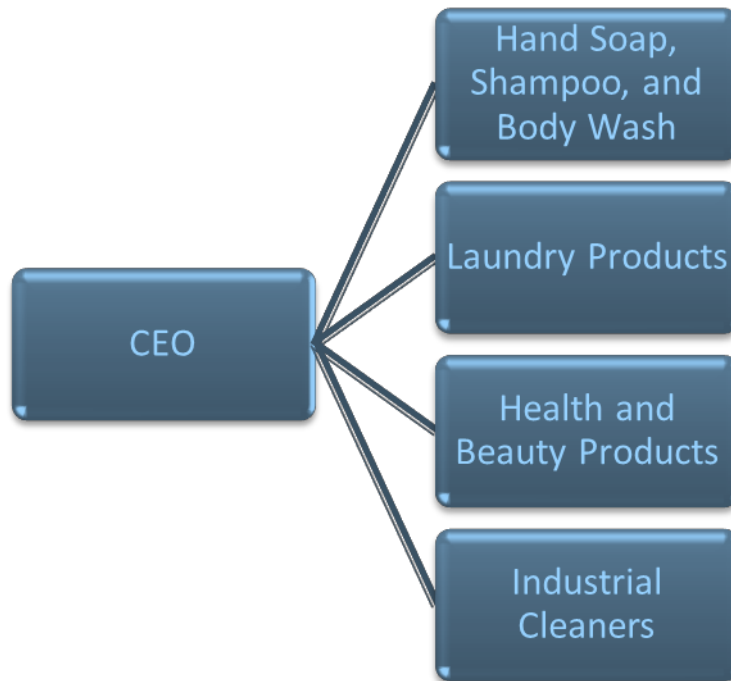 Hand Soap,
Shampoo, and
Body Wash
Laundry Products
CEO
Health and
Beauty Products
Industrial
Cleaners